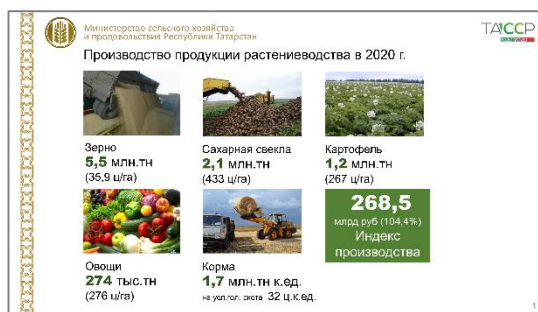 Министерство сельского хозяйства
и продовольствия Республики Татарстан
ТАССР
Производство продукции растениеводства в 2020 г.
Зерно
5,5 млн.тн
(35,9 ц/га)
Сахарная свекла
2,1 млн.тн
(433 ц/га)
Картофель
1,2 млн.тн
(267 ц/га)
Овощи
274 тыс.тн
(276 ц/га)
Корма
1,7 млн.тн к.ед.
на усл.гол. скота 32 ц.к.ед.
268,5
млрд руб (104,4%)
Индекс
производства
1